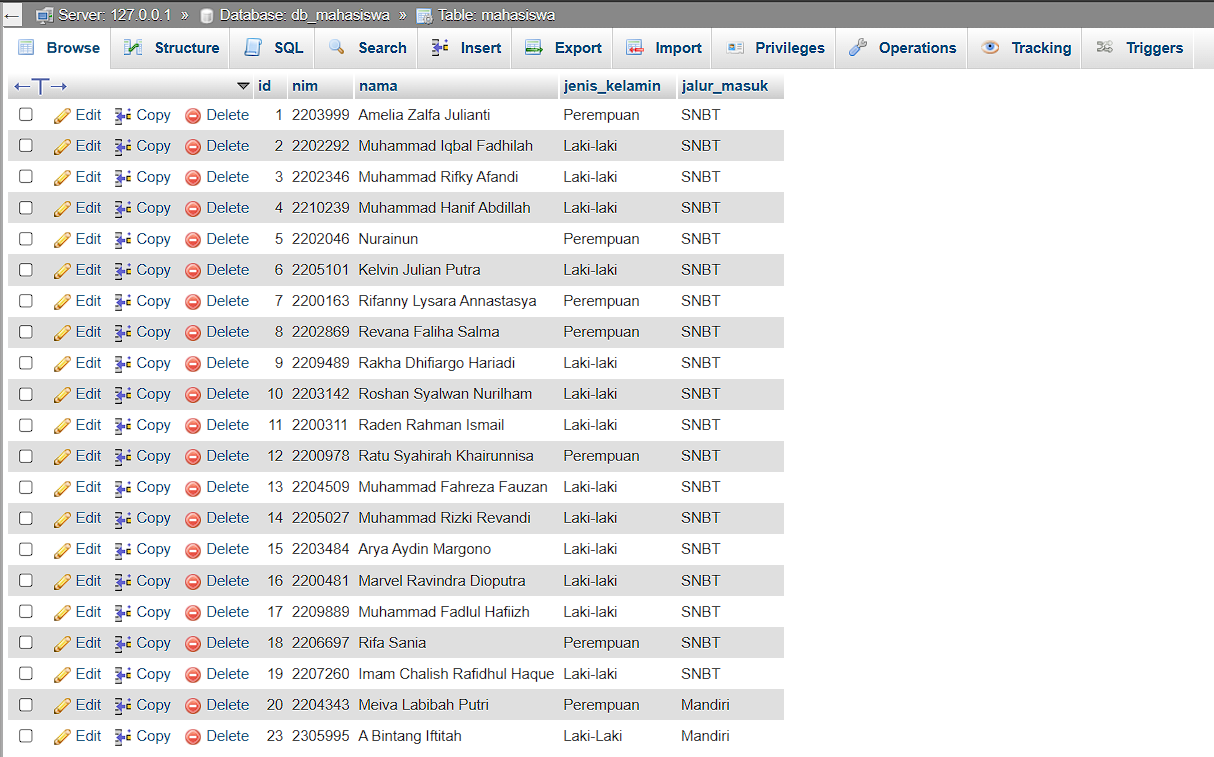 Server: 127.0.0.1 » Database: db_mahasiswa » Table: mahasiswa
Browse Structure SQL Search Insert Export Import Privileges Operations Tracking Triggers
←T→ id nim nama jenis_kelamin jalur_masuk
Edit Copy Delete 1 2203999 Amelia Zalfa Julianti Perempuan SNBT
Edit Copy Delete 2 2202292 Muhammad Iqbal Fadhilah Laki-laki SNBT
Edit Copy Delete 3 2202346 Muhammad Rifky Afandi Laki-laki SNBT
Edit Copy Delete 4 2210239 Muhammad Hanif Abdillah Laki-laki SNBT
Edit Copy Delete 5 2202046 Nurainun Perempuan SNBT
Edit Copy Delete 6 2205101 Kelvin Julian Putra Laki-laki SNBT
Edit Copy Delete 7 2200163 Rifanny Lysara Annastasya Perempuan SNBT
Edit Copy Delete 8 2202869 Revana Faliha Salma Perempuan SNBT
Edit Copy Delete 9 2209489 Rakha Dhifiargo Hariadi Laki-laki SNBT
Edit Copy Delete 10 2203142 Roshan Syalwan Nurilham Laki-laki SNBT
Edit Copy Delete 11 2200311 Raden Rahman Ismail Laki-laki SNBT
Edit Copy Delete 12 2200978 Ratu Syahirah Khairunnisa Perempuan SNBT
Edit Copy Delete 13 2204509 Muhammad Fahreza Fauzan Laki-laki SNBT
Edit Copy Delete 14 2205027 Muhammad Rizki Revandi Laki-laki SNBT
Edit Copy Delete 15 2203484 Arya Aydin Margono Laki-laki SNBT
Edit Copy Delete 16 2200481 Marvel Ravindra Dioputra Laki-laki SNBT
Edit Copy Delete 17 2209889 Muhammad Fadlul Hafiizh Laki-laki SNBT
Edit Copy Delete 18 2206697 Rifa Sania Perempuan SNBT
Edit Copy Delete 19 2207260 Imam Chalish Rafidhul Haque Laki-laki SNBT
Edit Copy Delete 20 2204343 Meiva Labibah Putri Perempuan Mandiri
Edit Copy Delete 23 2305995 A Bintang Iftitah Laki-Laki Mandiri